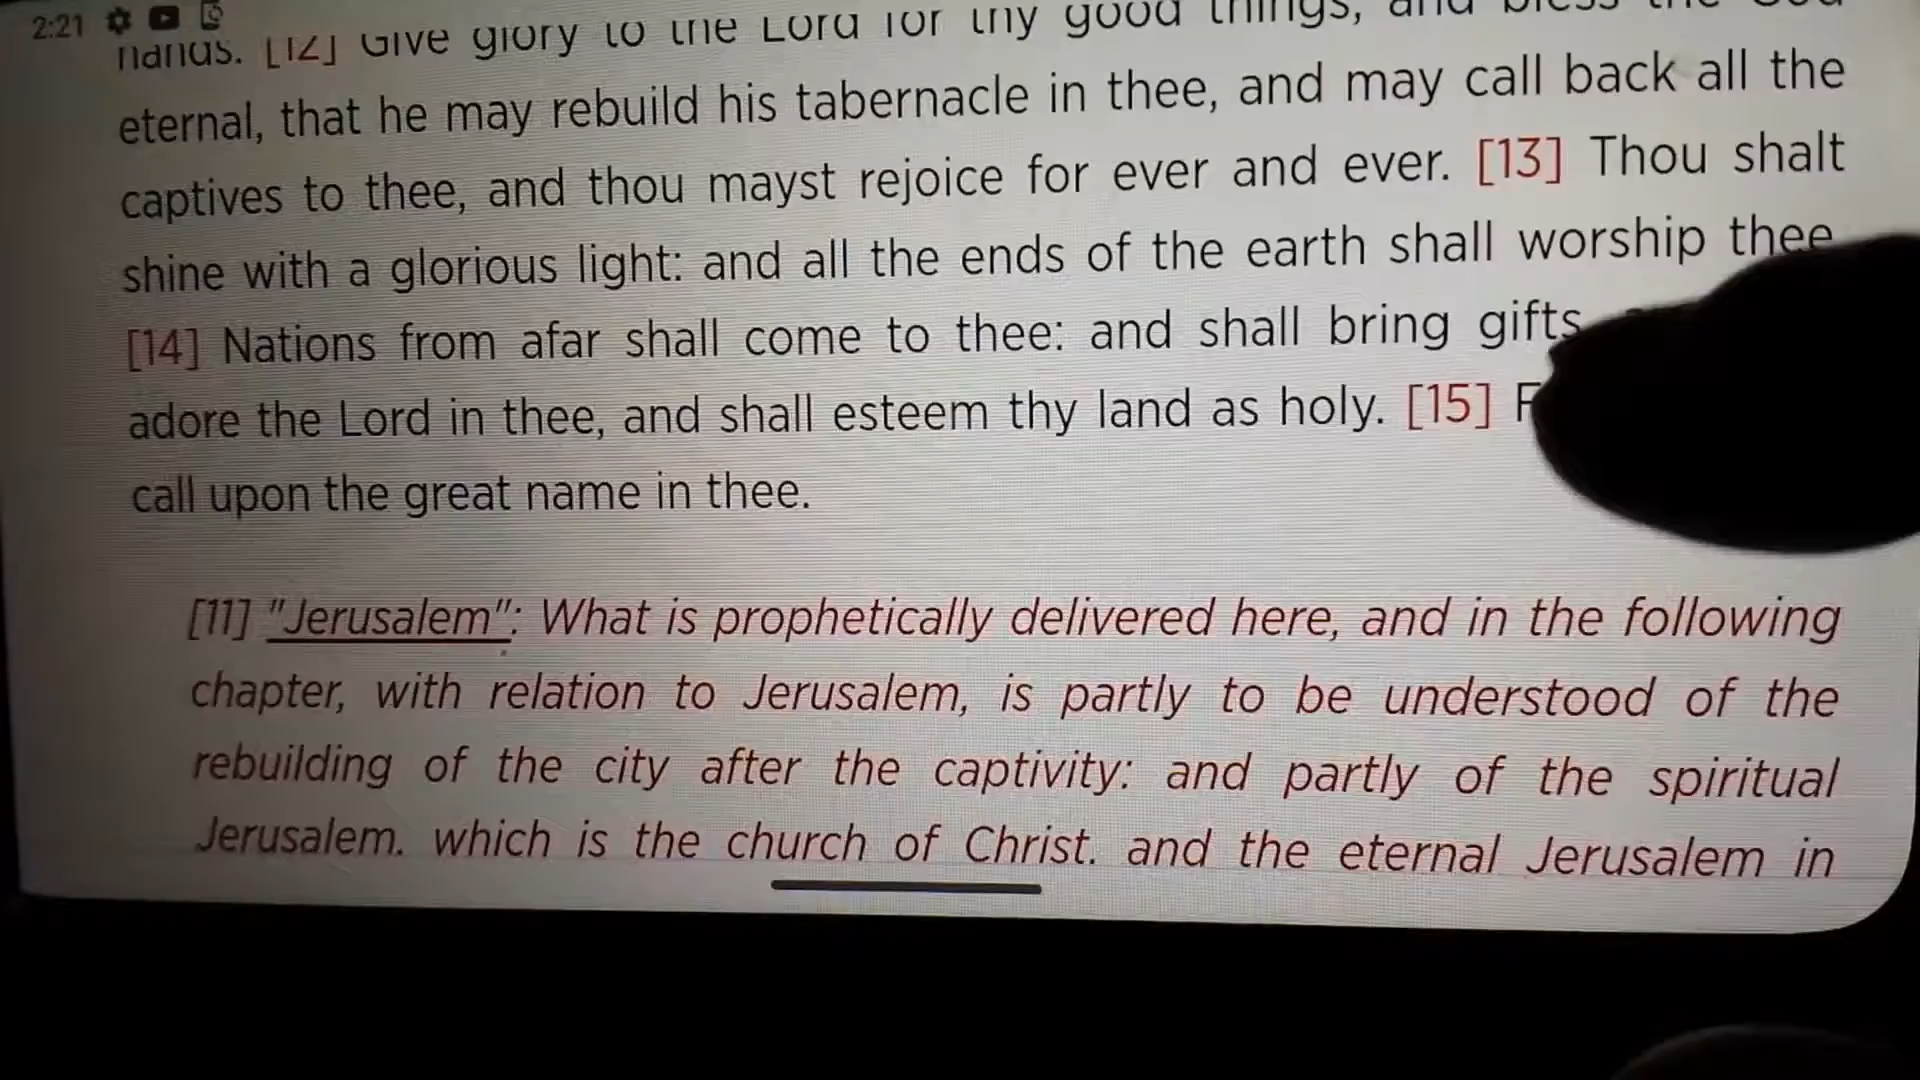 2:21
hands. [12] Give glory to the Lord for thy good things, and bless the God
eternal, that he may rebuild his tabernacle in thee, and may call back all the
captives to thee, and thou mayst rejoice for ever and ever. [13] Thou shalt
shine with a glorious light: and all the ends of the earth shall worship thee
[14] Nations from afar shall come to thee: and shall bring gifts
adore the Lord in thee, and shall esteem thy land as holy. [15]
call upon the great name in thee.
[11] "Jerusalem": What is prophetically delivered here, and in the following
chapter, with relation to Jerusalem, is partly to be understood of the
rebuilding of the city after the captivity: and partly of the spiritual
Jerusalem. which is the church of Christ. and the eternal Jerusalem in